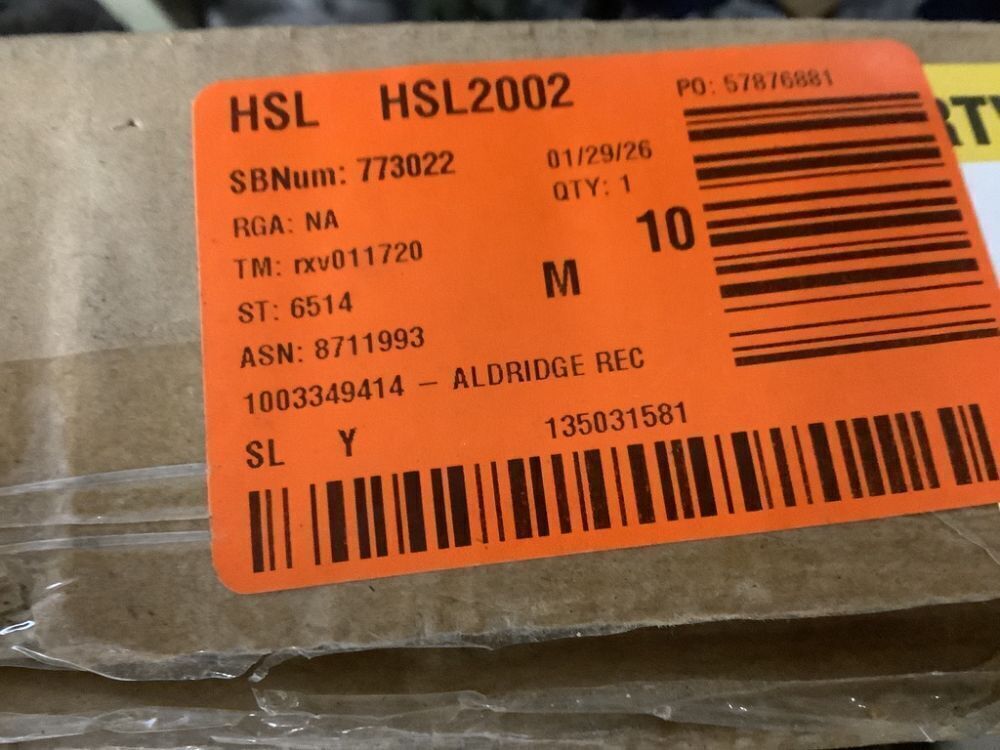 HSL HSL2002 PO: 57876881
SBNum: 773022 01/29/26
RGA: NA QTY: 1
TM: rxv011720 M 10
ST: 6514
ASN: 8711993
1003349414 – ALDRIDGE REC
SL Y 135031581